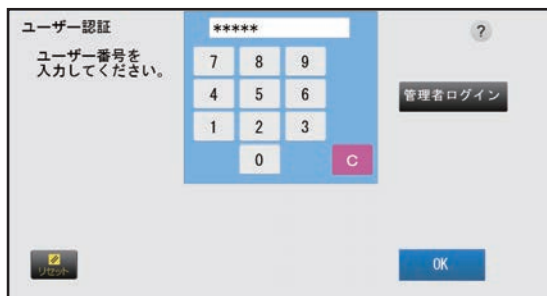 ユーザー認証
*****
?
ユーザー番号を
入力してください。
7 8 9
4 5 6
管理者ログイン
1 2 3
0 C
リセット
OK